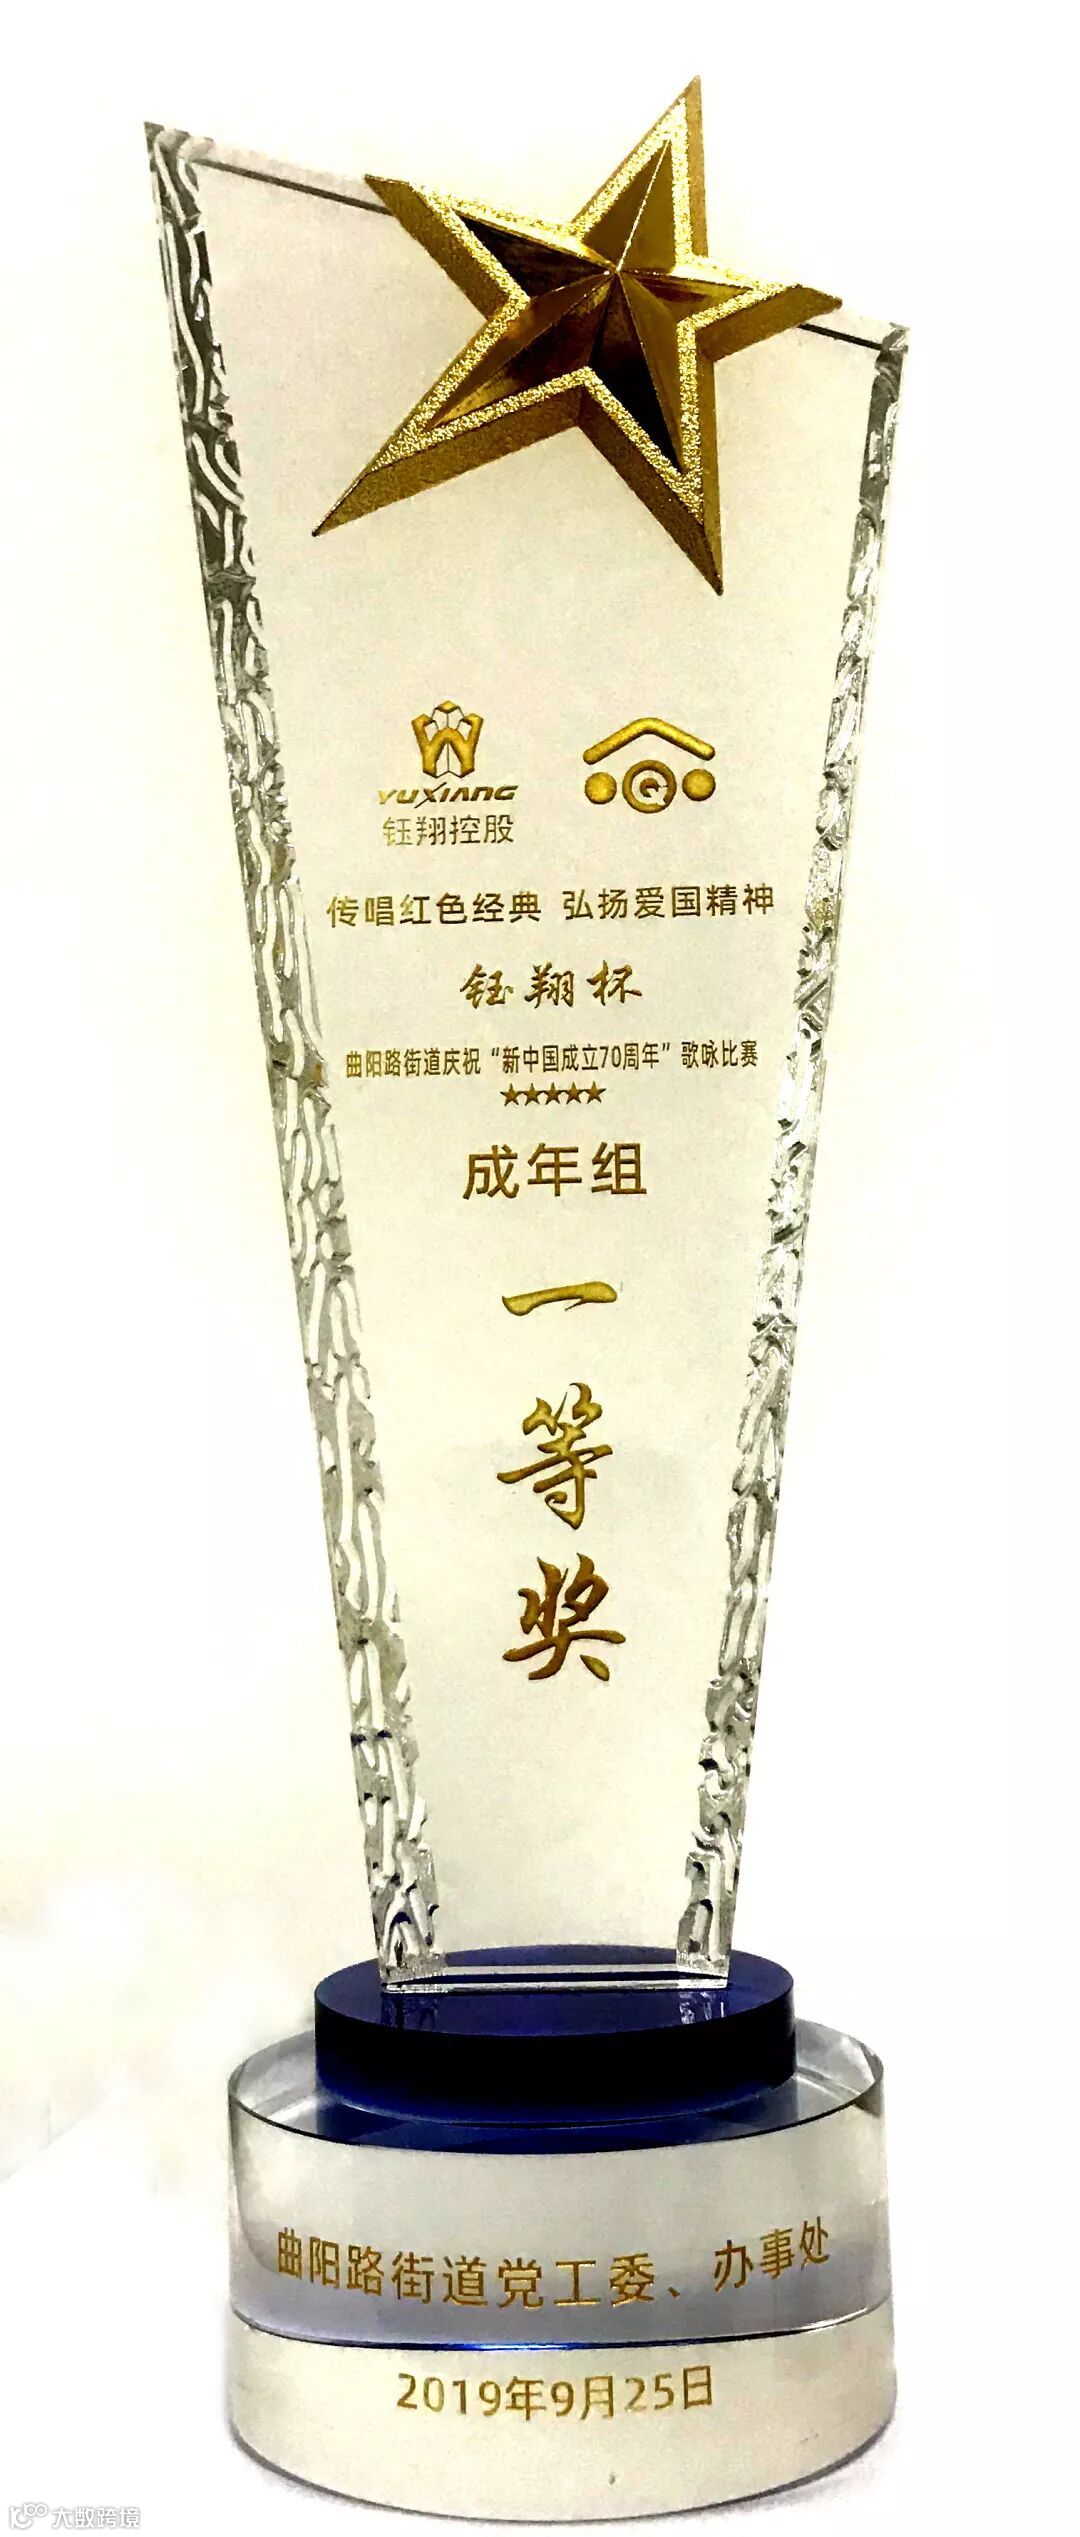 YUXIANG
钰翔控股
传唱红色经典 弘扬爱国精神
钰翔杯
曲阳路街道庆祝“新中国成立70周年”歌咏比赛
★★★★★
成年组
一
等
奖
曲阳路街道党工委、办事处
2019年9月25日
大数跨境